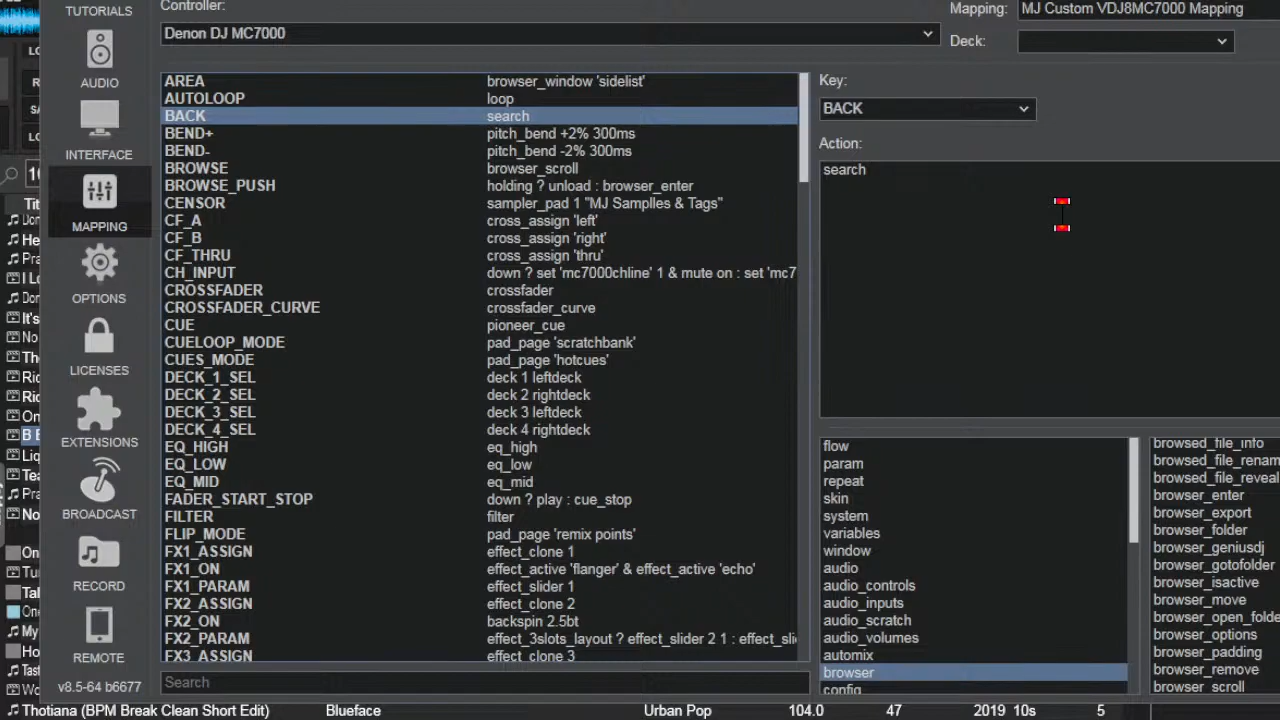 TUTORIALS
AUDIO
INTERFACE
MAPPING
OPTIONS
LICENSES
EXTENSIONS
BROADCAST
RECORD
REMOTE
v8.5-64 b6677
Controller:
Denon DJ MC7000
Mapping: MJ Custom VDJ8MC7000 Mapping
Deck:
AREA browser_window 'sidelist'
AUTOLOOP loop
BACK search
BEND+ pitch_bend +2% 300ms
BEND- pitch_bend -2% 300ms
BROWSE browser_scroll
BROWSE_PUSH holding ? unload : browser_enter
CENSOR sampler_pad 1 "MJ Samplles & Tags"
CF_A cross_assign 'left'
CF_B cross_assign 'right'
CF_THRU cross_assign 'thru'
CH_INPUT down ? set 'mc7000chline' 1 & mute on : set 'mc7
CROSSFADER crossfader
CROSSFADER_CURVE crossfader_curve
CUE pioneer_cue
CUELOOP_MODE pad_page 'scratchbank'
CUES_MODE pad_page 'hotcues'
DECK_1_SEL deck 1 leftdeck
DECK_2_SEL deck 2 rightdeck
DECK_3_SEL deck 3 leftdeck
DECK_4_SEL deck 4 rightdeck
EQ_HIGH eq_high
EQ_LOW eq_low
EQ_MID eq_mid
FADER_START_STOP down ? play : cue_stop
FILTER filter
FLIP_MODE pad_page 'remix points'
FX1_ASSIGN effect_clone 1
FX1_ON effect_active 'flanger' & effect_active 'echo'
FX1_PARAM effect_slider 1
FX2_ASSIGN effect_clone 2
FX2_ON backspin 2.5bt
FX2_PARAM effect_3slots_layout ? effect_slider 2 1 : effect_sli
FX3_ASSIGN effect_clone 3
Search
Key:
BACK
Action:
search
flow
param
repeat
skin
system
variables
window
audio
audio_controls
audio_inputs
audio_scratch
audio_volumes
automix
browser
config
browsed_file_info
browsed_file_renam
browsed_file_reveal
browser_enter
browser_export
browser_folder
browser_geniusdj
browser_gotofolder
browser_isactive
browser_move
browser_open_folde
browser_options
browser_padding
browser_remove
browser_scroll
Thotiana (BPM Break Clean Short Edit) Blueface Urban Pop 104.0 47 2019 10s 5